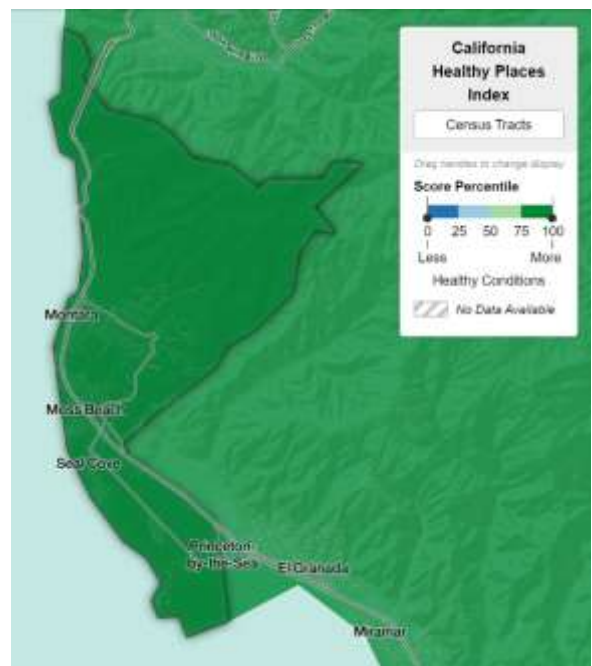 California
Healthy Places
Index
Census Tracts
Drag handles to change display
Score Percentile
0 25 50 75 100
Less More
Healthy Conditions
No Data Available
Montara
Moss Beach
Seal Cove
Princeton-
by-the-Sea
El Granada
Miramar